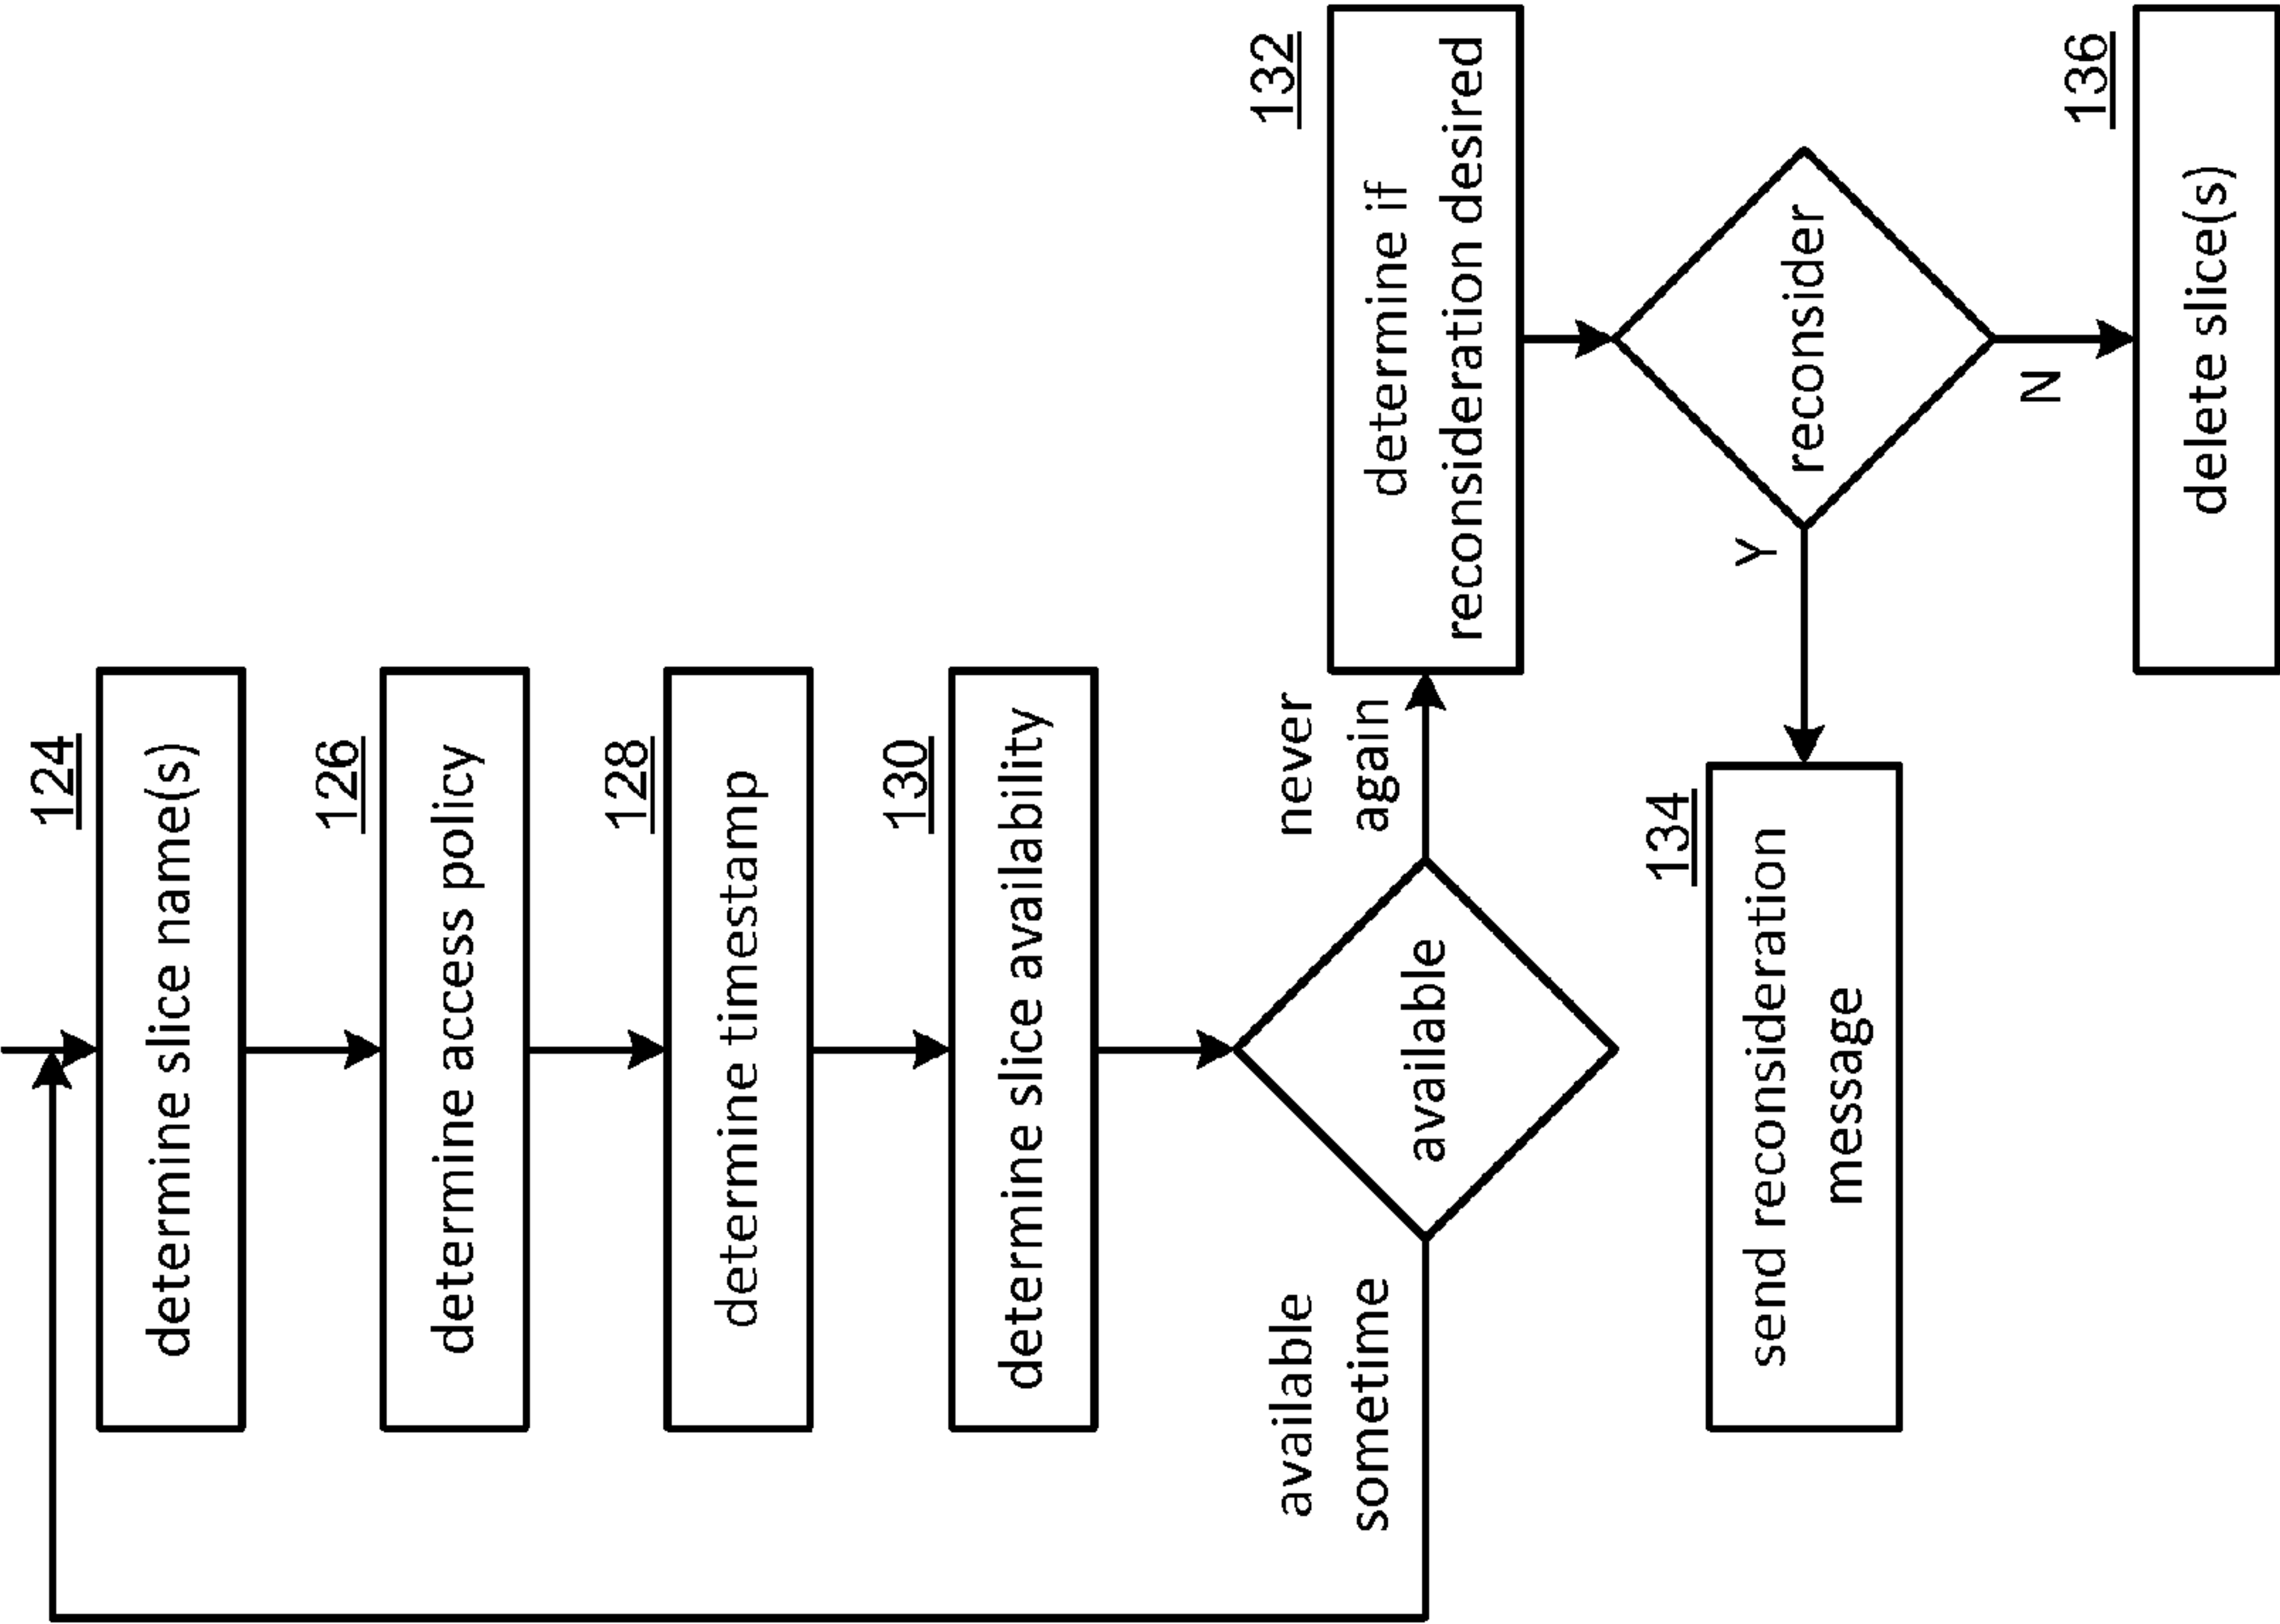 124
determine slice name(s)
126
determine access policy
128
determine timestamp
130
determine slice availability
available
available
sometime
never
again
132
determine if
reconsideration desired
reconsider
Y
134
send reconsideration
message
N
136
delete slice(s)